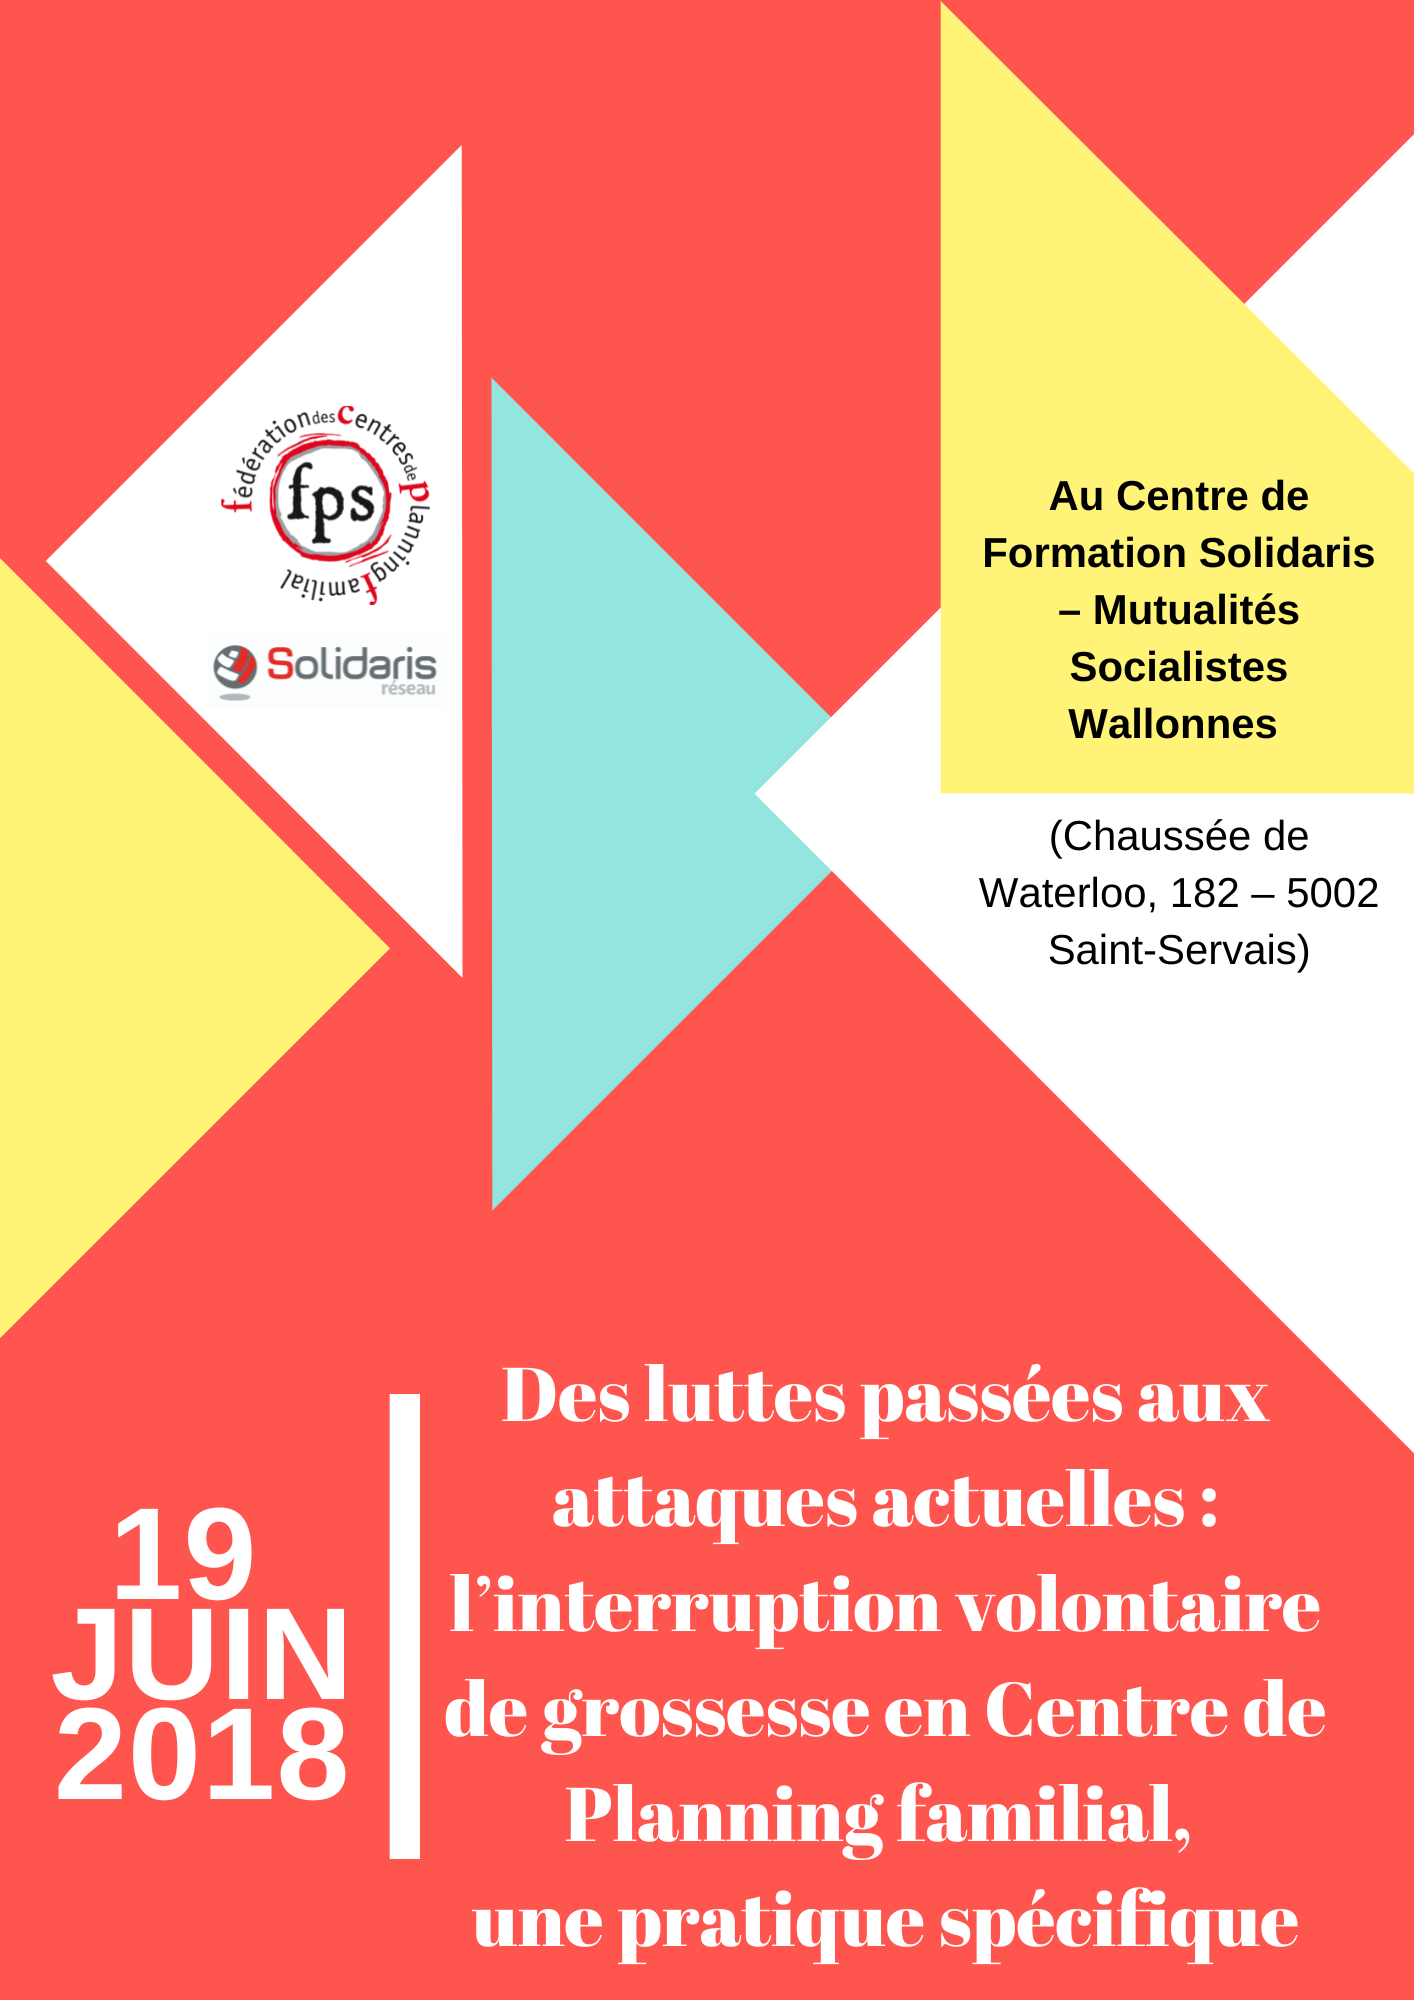 fédération des centres de planning familial
fps
Solidaris
réseau
Au Centre de
Formation Solidaris
– Mutualités
Socialistes
Wallonnes
(Chaussée de
Waterloo, 182 – 5002
Saint-Servais)
19
JUIN
2018
Des luttes passées aux
attaques actuelles :
l’interruption volontaire
de grossesse en Centre de
Planning familial,
une pratique spécifique